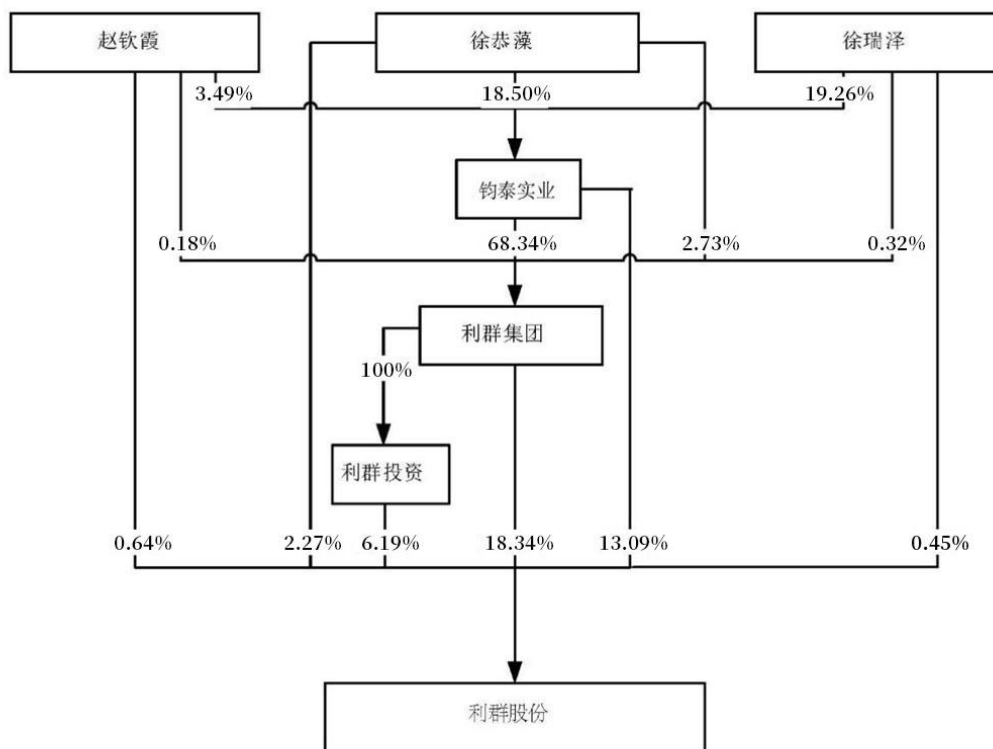 赵钦霞
徐恭藻
徐瑞泽
3.49%
18.50%
19.26%
钧泰实业
0.18%
68.34%
2.73%
0.32%
利群集团
100%
利群投资
0.64%
2.27%
6.19%
18.34%
13.09%
0.45%
利群股份